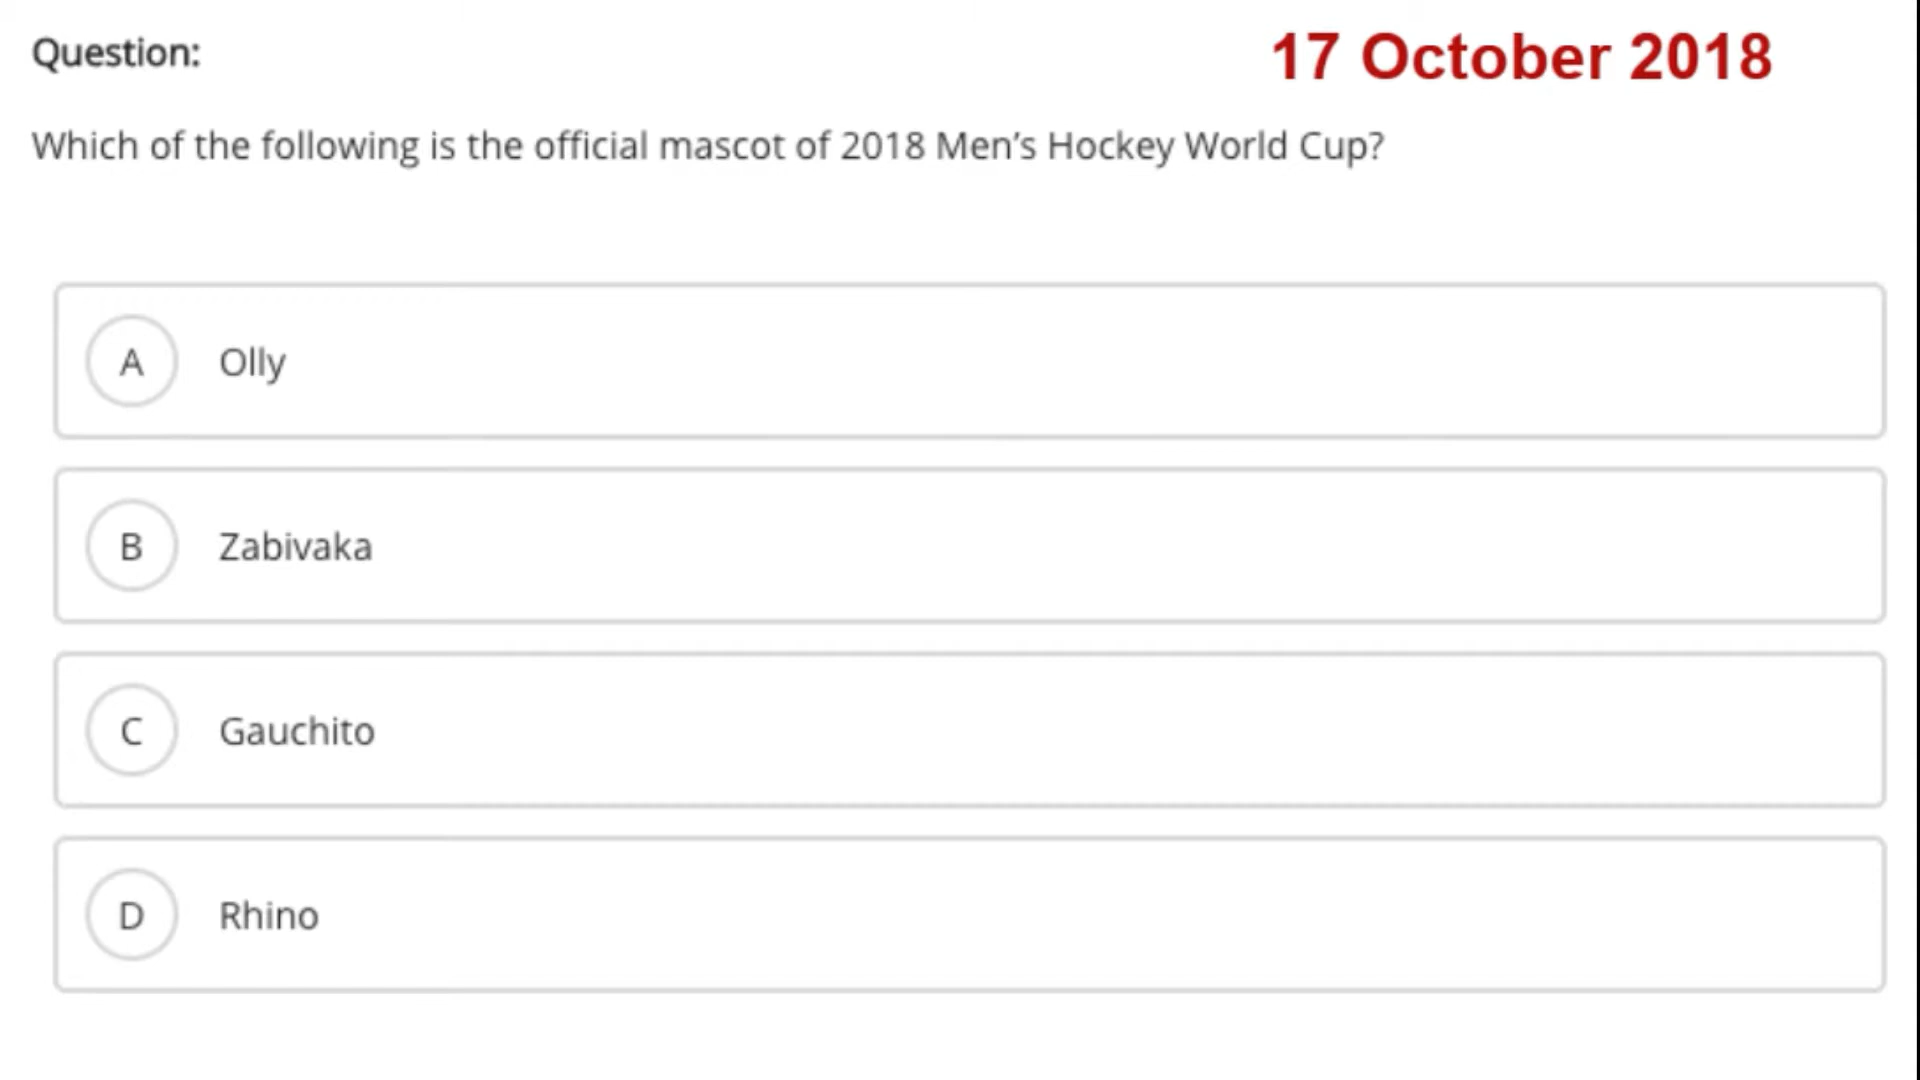 Question:
17 October 2018
Which of the following is the official mascot of 2018 Men’s Hockey World Cup?
A Olly
B Zabivaka
C Gauchito
D Rhino